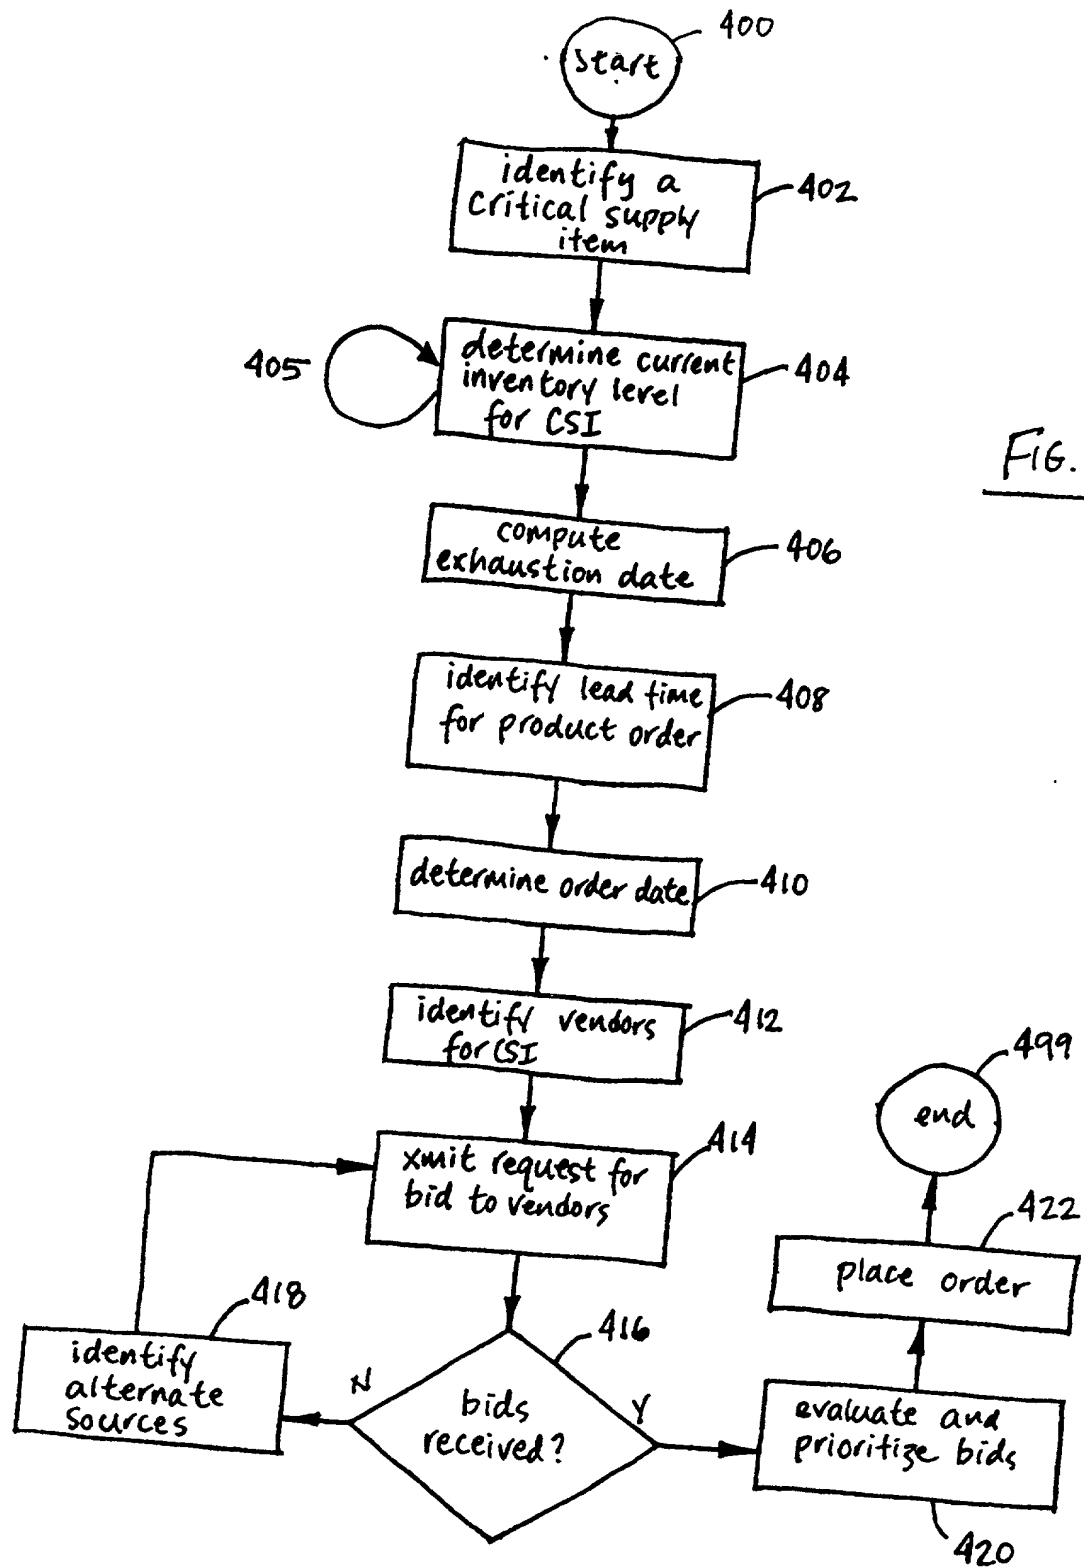 400
start
identify a
critical supply
item
402
405
determine current
inventory level
for CSI
404
FIG.
compute
exhaustion date
406
identify lead time
for product order
408
determine order date
410
identify vendors
for CSI
412
xmit request for
bid to vendors
414
499
end
422
place order
418
identify
alternate
sources
416
N
bids
received?
Y
evaluate and
prioritize bids
420